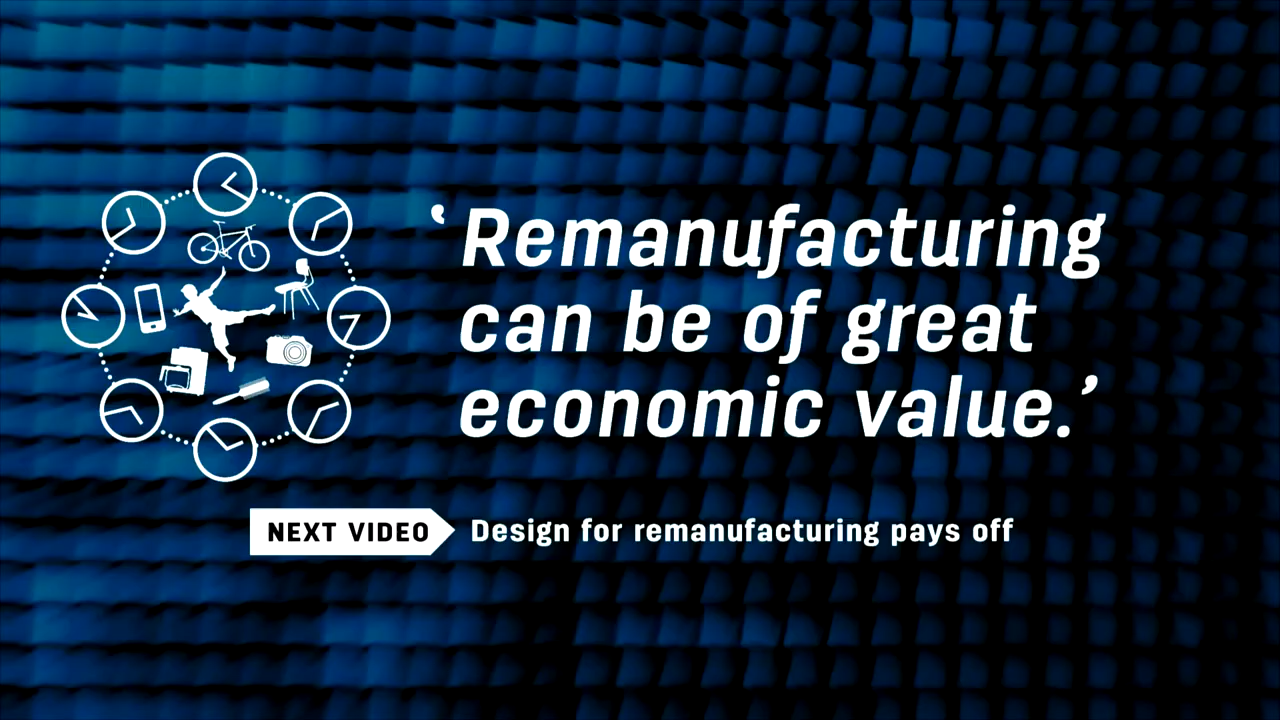 ‘Remanufacturing
can be of great
economic value.’
NEXT VIDEO Design for remanufacturing pays off